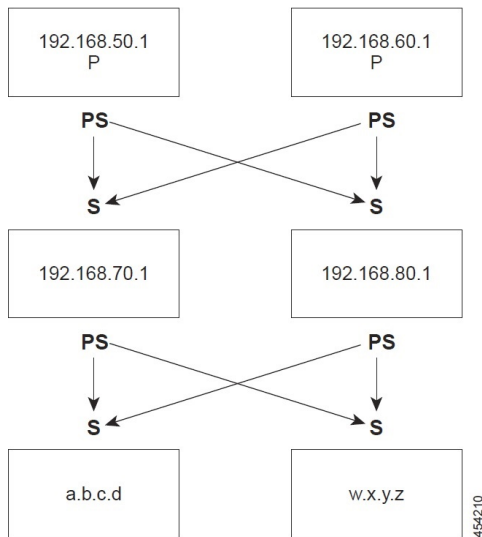 192.168.50.1
P
192.168.60.1
P
PS
PS
S
S
192.168.70.1
192.168.80.1
PS
PS
S
S
a.b.c.d
w.x.y.z
454210